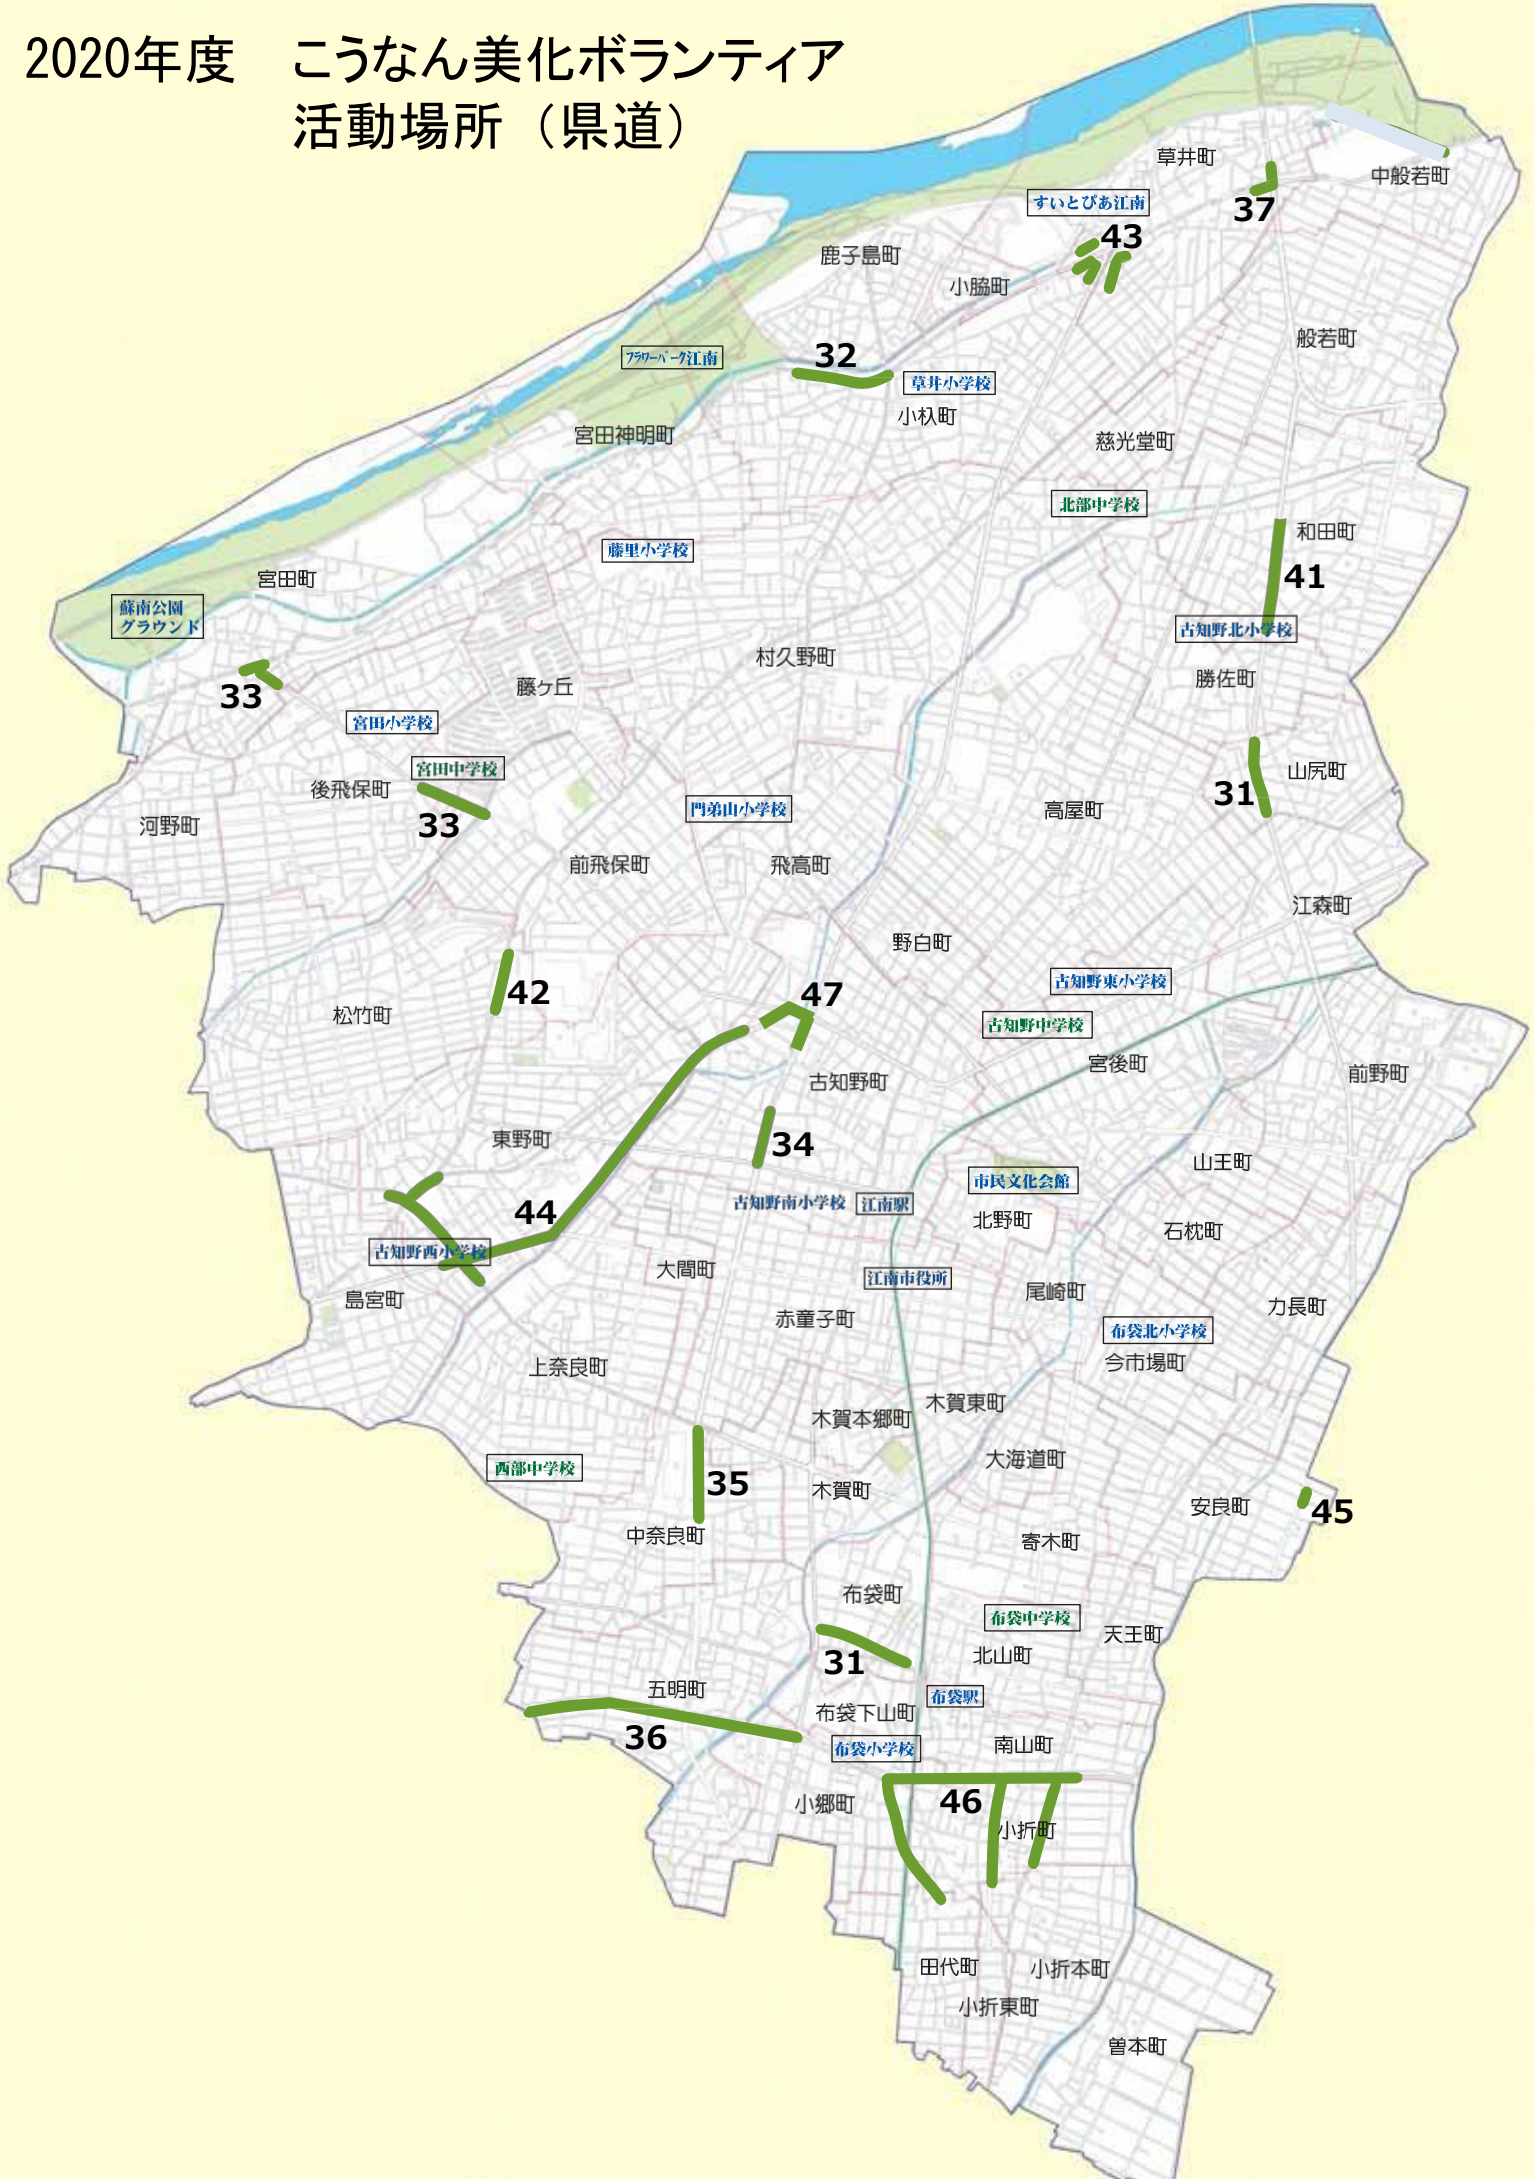 2020年度　こうなん美化ボランティア
活動場所（県道）
草井町
中般若町
すいとぴあ江南
37
43
鹿子島町
小脇町
般若町
32
フラワーパーク江南
草井小学校
小杁町
宮田神明町
慈光堂町
北部中学校
和田町
藤里小学校
宮田町
41
蘇南公園
グラウンド
古知野北小学校
村久野町
勝佐町
藤ヶ丘
33
宮田小学校
宮田中学校
山尻町
後飛保町
31
門弟山小学校
高屋町
河野町
33
前飛保町
飛高町
江森町
野白町
古知野東小学校
42
47
松竹町
古知野中学校
宮後町
前野町
古知野町
東野町
34
山王町
市民文化会館
古知野南小学校
江南駅
44
北野町
石枕町
古知野西小学校
大間町
江南市役所
尾崎町
島宮町
力長町
赤童子町
布袋北小学校
今市場町
上奈良町
木賀東町
木賀本郷町
大海道町
西部中学校
35
木賀町
安良町
45
中奈良町
寄木町
布袋町
布袋中学校
天王町
31
北山町
五明町
布袋駅
布袋下山町
36
布袋小学校
南山町
小郷町
46
小折町
田代町
小折本町
小折東町
曽本町